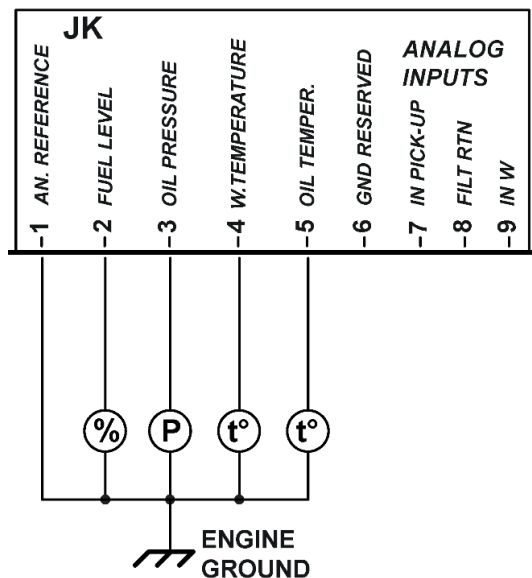 JK
ANALOG
INPUTS
-1 AN. REFERENCE
-2 FUEL LEVEL
-3 OIL PRESSURE
-4 W.TEMPERATURE
-5 OIL TEMPER.
-6 GND RESERVED
-7 IN PICK-UP
-8 FILT RTN
-9 IN W
%
P
t°
t°
ENGINE
GROUND